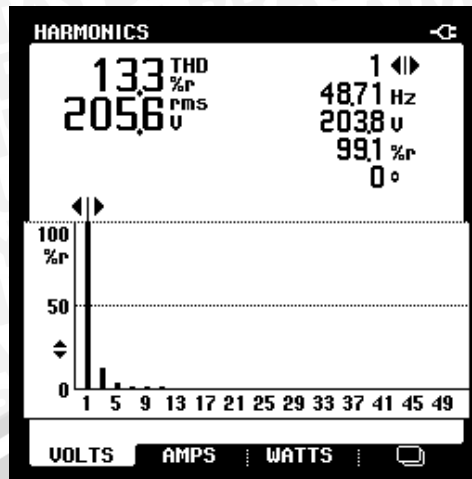 HARMONICS
13.3 THD %r
205.6 rms V
1
48.71 Hz
203.8 V
99.1 %r
0 °
100
%r
50
0
1 5 9 13 17 21 25 29 33 37 41 45 49
VOLTS AMPS WATTS